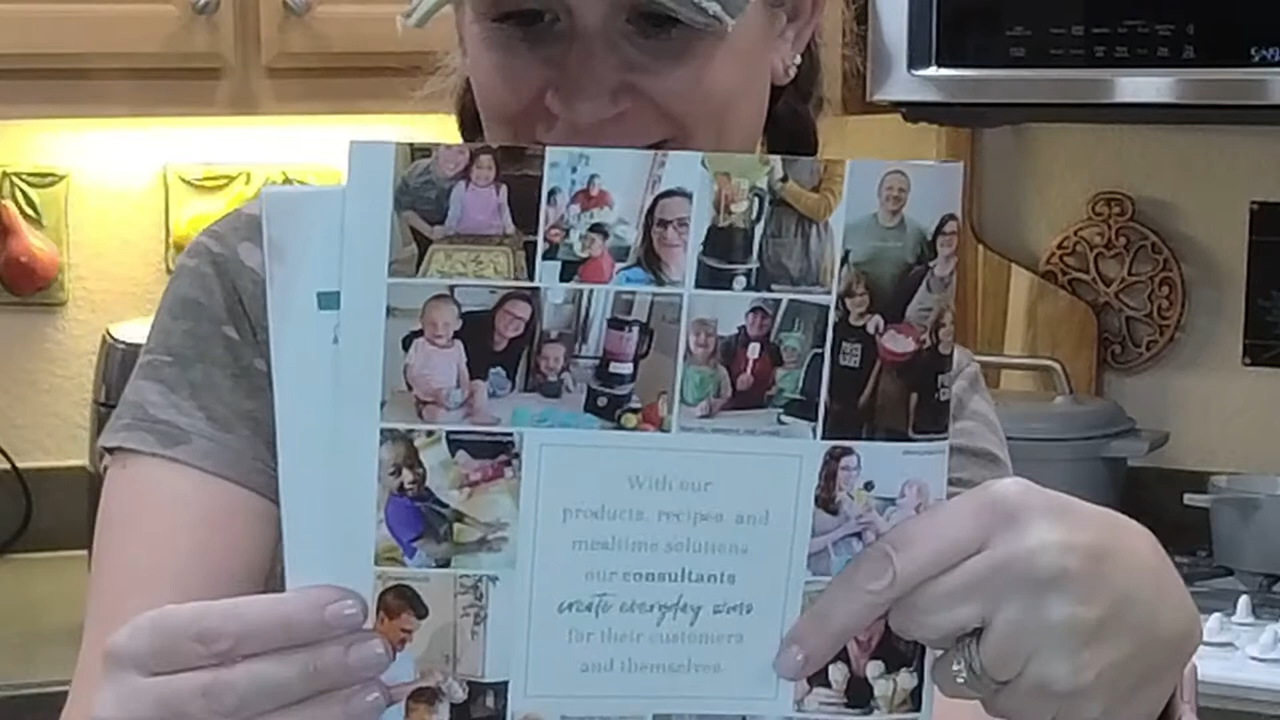 With our
products, recipes and
mealtime solutions
our consultants
create everyday wins
for their customers
and themselves.